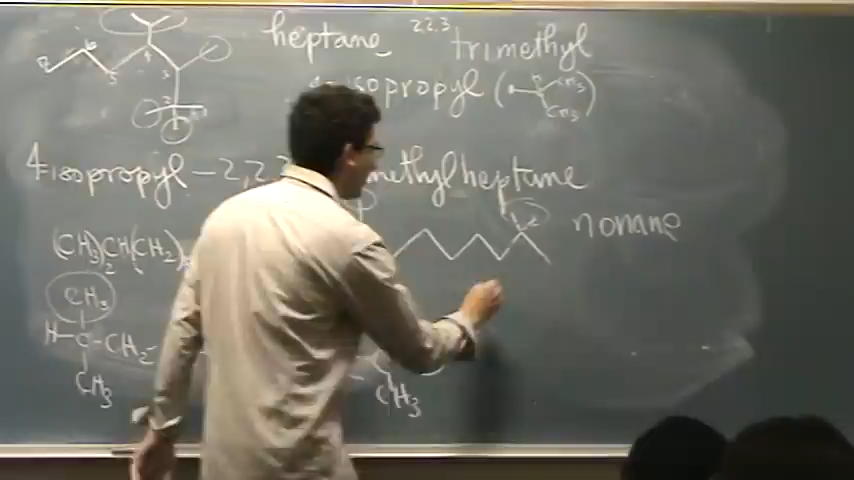 heptane 2,2,3 trimethyl
isopropyl ( CH3 CH3 )
4 isopropyl - 2,2,3 methylheptane
nonane
(CH3)2CH(CH2)
CH3
H-C-CH2-
CH3
CH3